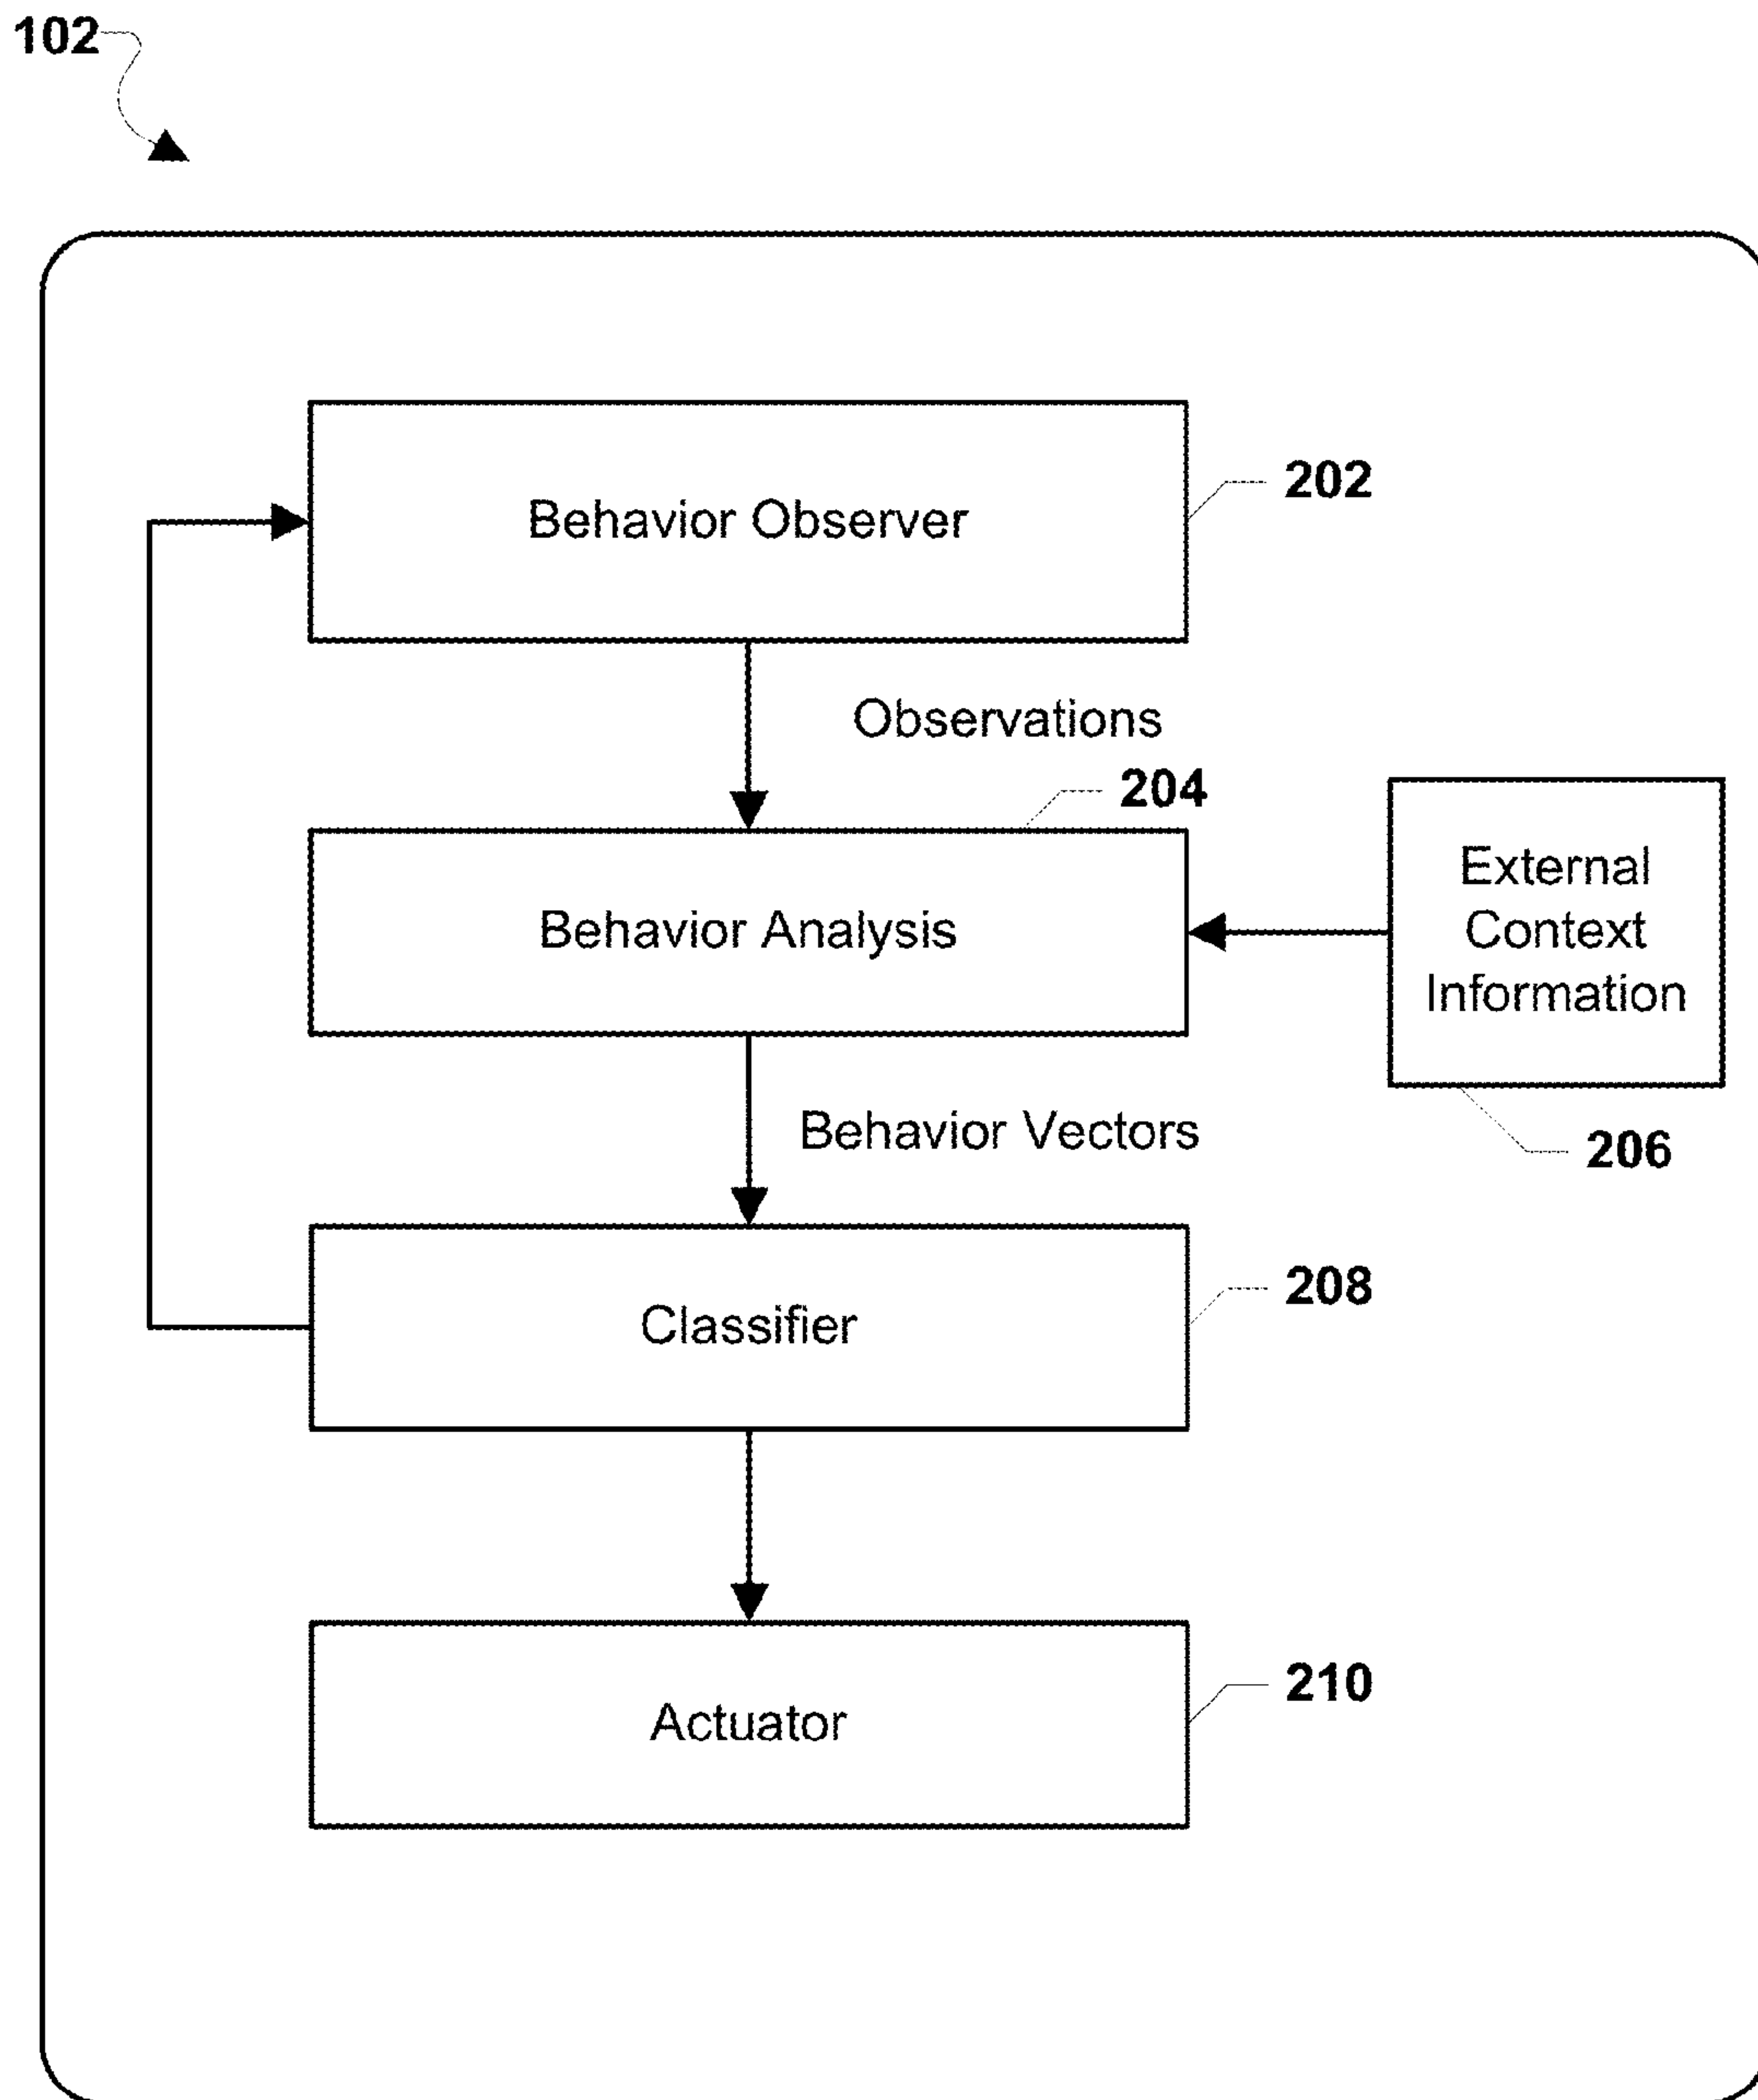 102
Behavior Observer
202
Observations
204
Behavior Analysis
External
Context
Information
206
Behavior Vectors
Classifier
208
Actuator
210